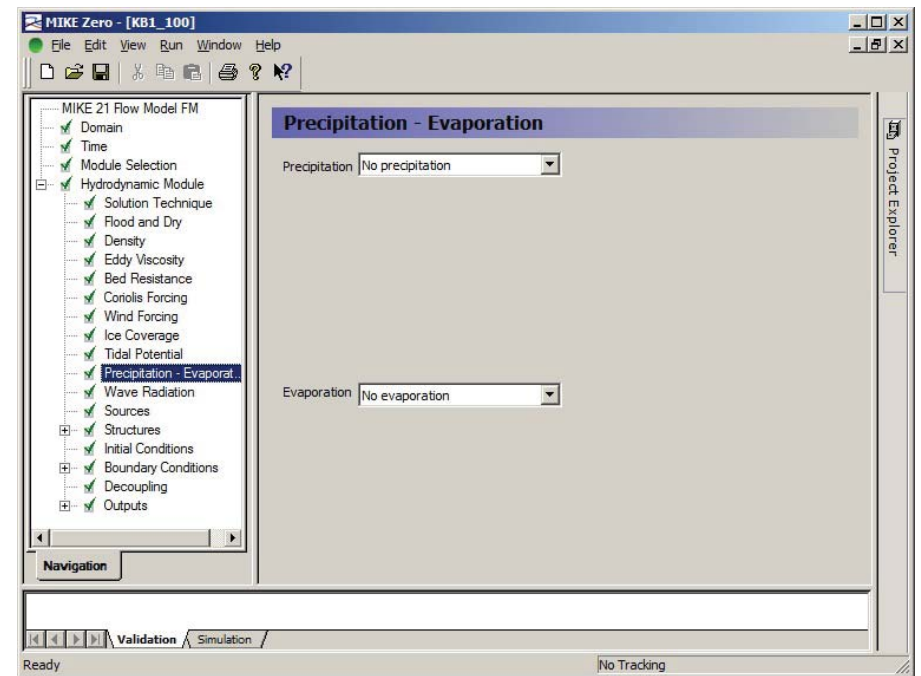 MIKE Zero - [KB1_100]
File Edit View Run Window Help
MIKE 21 Flow Model FM
Domain
Time
Module Selection
Hydrodynamic Module
Solution Technique
Flood and Dry
Density
Eddy Viscosity
Bed Resistance
Coriolis Forcing
Wind Forcing
Ice Coverage
Tidal Potential
Precipitation - Evaporat..
Wave Radiation
Sources
Structures
Initial Conditions
Boundary Conditions
Decoupling
Outputs
Navigation
Precipitation - Evaporation
Precipitation No precipitation
Evaporation No evaporation
Project Explorer
Validation Simulation
Ready No Tracking